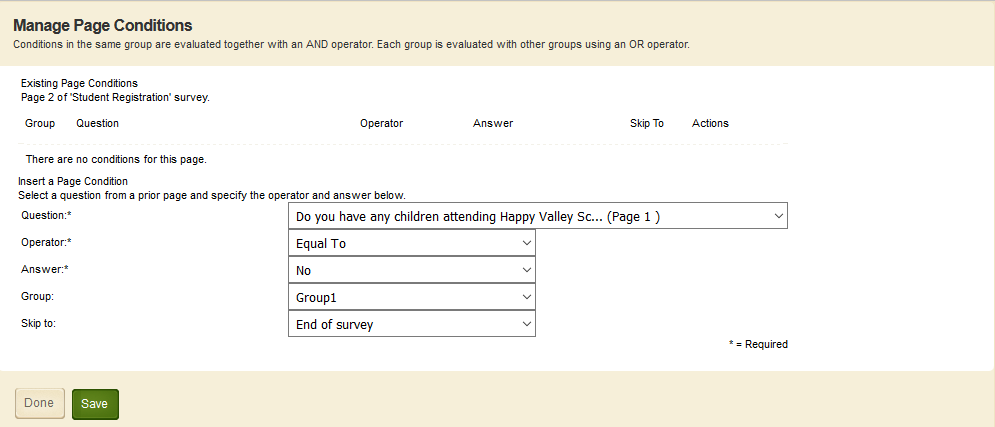 Manage Page Conditions
Conditions in the same group are evaluated together with an AND operator. Each group is evaluated with other groups using an OR operator.
Existing Page Conditions
Page 2 of 'Student Registration' survey.
Group Question Operator Answer Skip To Actions
There are no conditions for this page.
Insert a Page Condition
Select a question from a prior page and specify the operator and answer below.
Question:* Do you have any children attending Happy Valley Sc... (Page 1 )
Operator:* Equal To
Answer:* No
Group: Group1
Skip to: End of survey
* = Required
Done Save